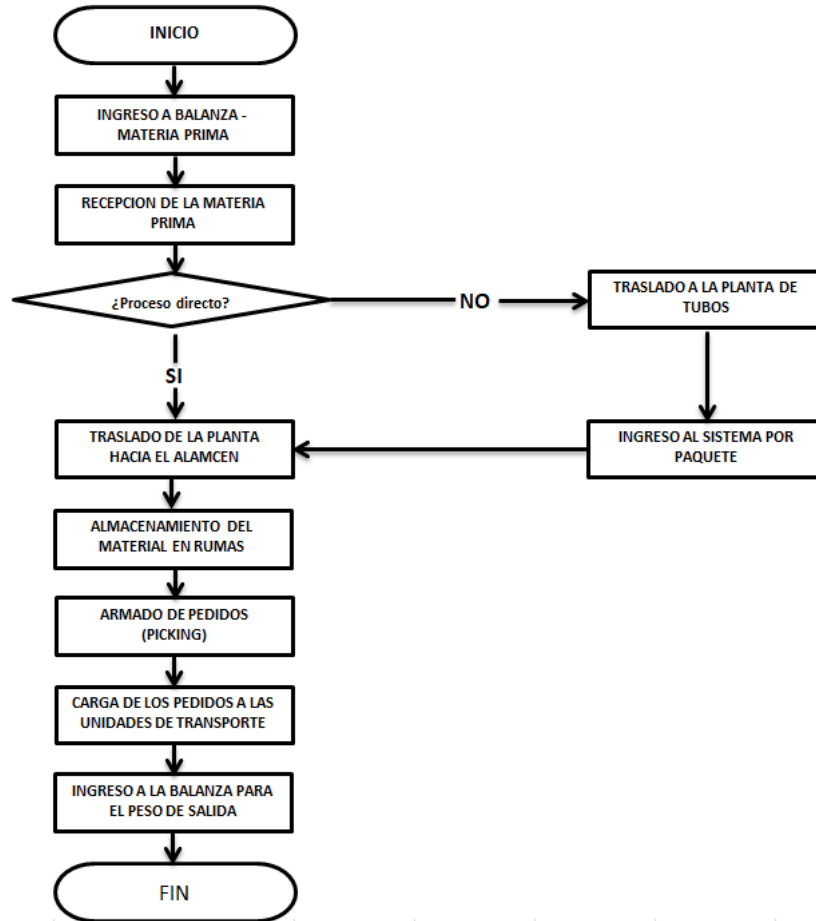 INICIO
INGRESO A BALANZA -
MATERIA PRIMA
RECEPCION DE LA MATERIA
PRIMA
¿Proceso directo?
NO
TRASLADO A LA PLANTA DE
TUBOS
SI
TRASLADO DE LA PLANTA
HACIA EL ALAMCEN
INGRESO AL SISTEMA POR
PAQUETE
ALMACENAMIENTO DEL
MATERIAL EN RUMAS
ARMADO DE PEDIDOS
(PICKING)
CARGA DE LOS PEDIDOS A LAS
UNIDADES DE TRANSPORTE
INGRESO A LA BALANZA PARA
EL PESO DE SALIDA
FIN